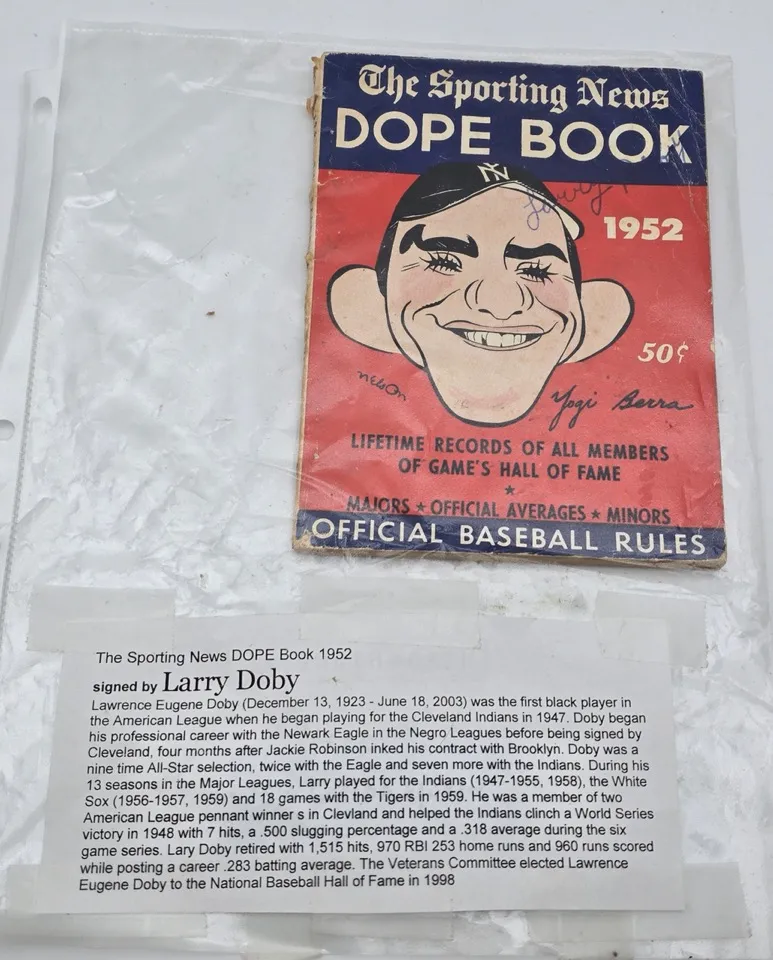 The Sporting News
DOPE BOOK
NY
Larry
1952
50¢
nelson
Yogi Berra
LIFETIME RECORDS OF ALL MEMBERS
OF GAME'S HALL OF FAME
★
MAJORS ★ OFFICIAL AVERAGES ★ MINORS
OFFICIAL BASEBALL RULES
The Sporting News DOPE Book 1952
signed by Larry Doby
Lawrence Eugene Doby (December 13, 1923 - June 18, 2003) was the first black player in
the American League when he began playing for the Cleveland Indians in 1947. Doby began
his professional career with the Newark Eagle in the Negro Leagues before being signed by
Cleveland, four months after Jackie Robinson inked his contract with Brooklyn. Doby was a
nine time All-Star selection, twice with the Eagle and seven more with the Indians. During his
13 seasons in the Major Leagues, Larry played for the Indians (1947-1955, 1958), the White
Sox (1956-1957, 1959) and 18 games with the Tigers in 1959. He was a member of two
American League pennant winner s in Clevland and helped the Indians clinch a World Series
victory in 1948 with 7 hits, a .500 slugging percentage and a .318 average during the six
game series. Lary Doby retired with 1,515 hits, 970 RBI 253 home runs and 960 runs scored
while posting a career .283 batting average. The Veterans Committee elected Lawrence
Eugene Doby to the National Baseball Hall of Fame in 1998